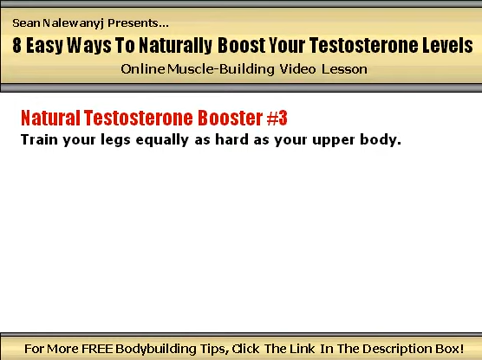 Sean Nalewanyj Presents...
8 Easy Ways To Naturally Boost Your Testosterone Levels
Online Muscle-Building Video Lesson
Natural Testosterone Booster #3
Train your legs equally as hard as your upper body.
For More FREE Bodybuilding Tips, Click The Link In The Description Box!